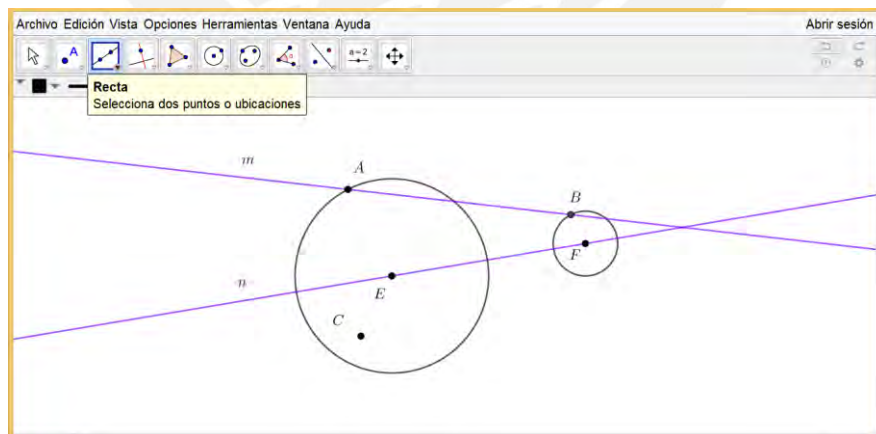 Archivo Edición Vista Opciones Herramientas Ventana Ayuda Abrir sesión
A a=2
Recta
Selecciona dos puntos o ubicaciones
m A
B
n E F
C